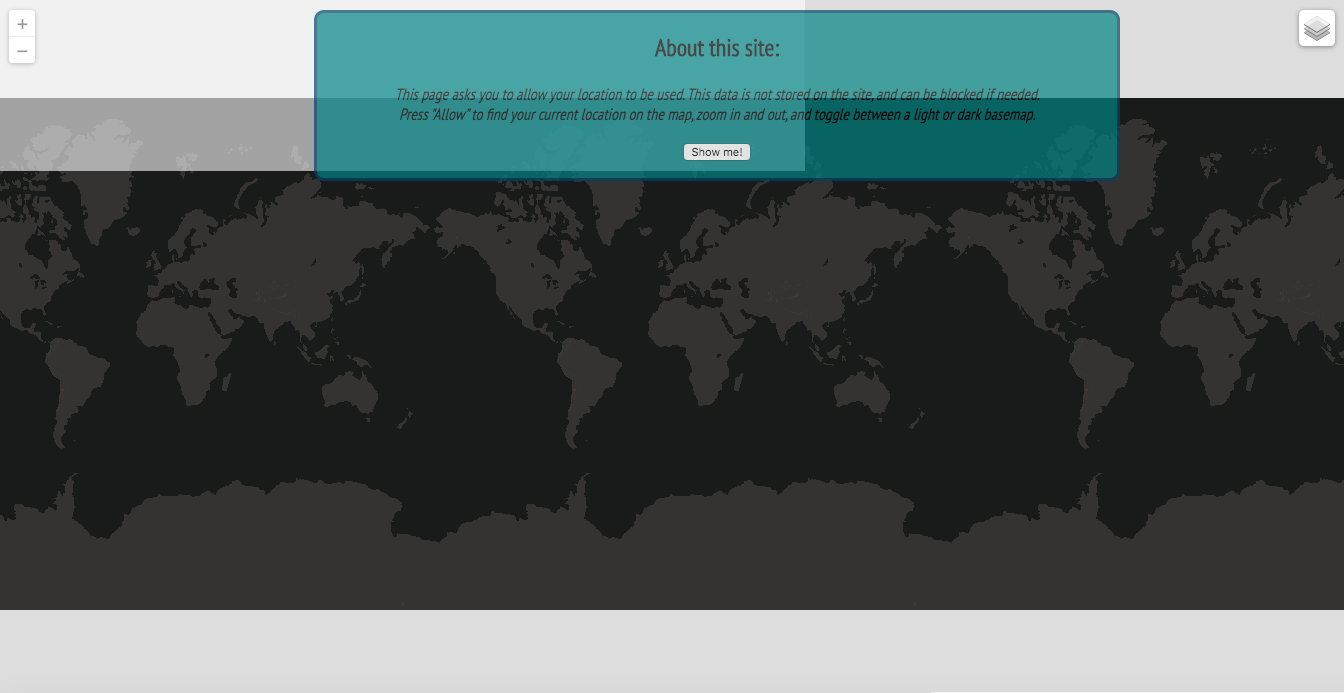 +
−
About this site:
This page asks you to allow your location to be used. This data is not stored on the site, and can be blocked if needed.
Press "Allow" to find your current location on the map, zoom in and out, and toggle between a light or dark basemap.
Show me!